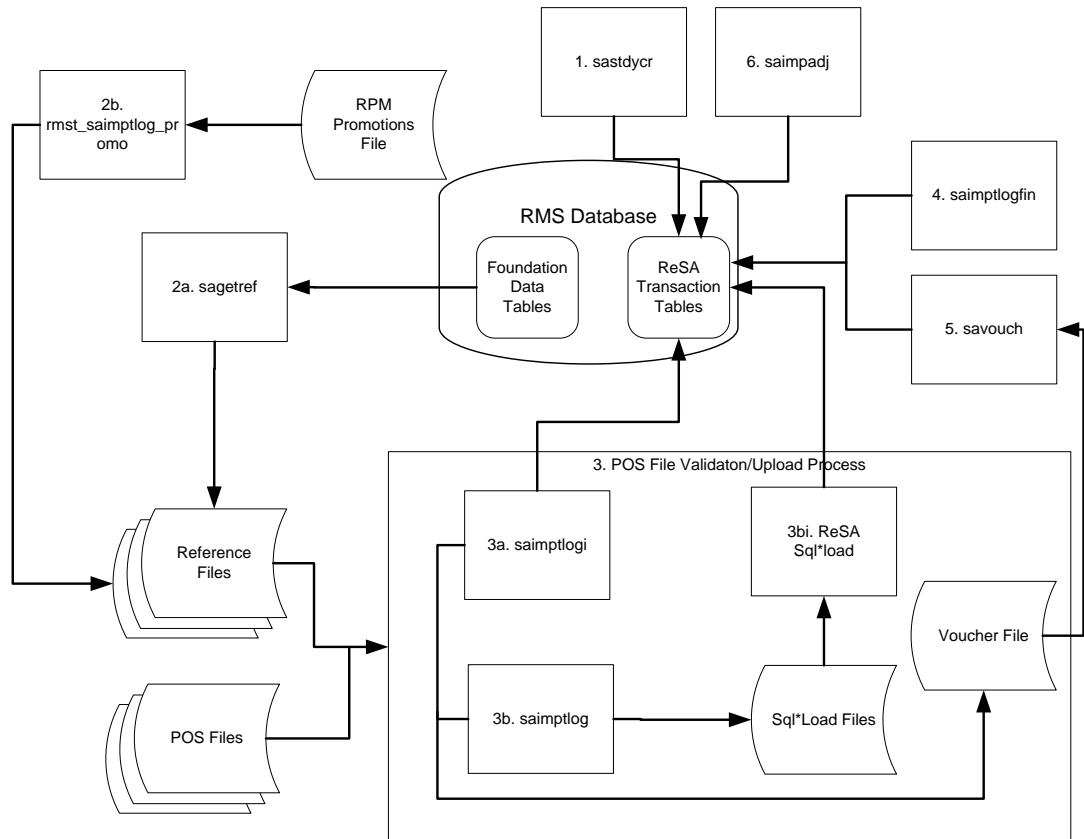 1. sastdycr
6. saimpadj
2b.
rmst_saimptlog_pr
omo
RPM
Promotions
File
RMS Database
4. saimptlogfin
2a. sagetref
Foundation
Data
Tables
ReSA
Transaction
Tables
5. savouch
3. POS File Validaton/Upload Process
3a. saimptlogi
3bi. ReSA
Sql*load
Reference
Files
Voucher File
3b. saimptlog
Sql*Load Files
POS Files